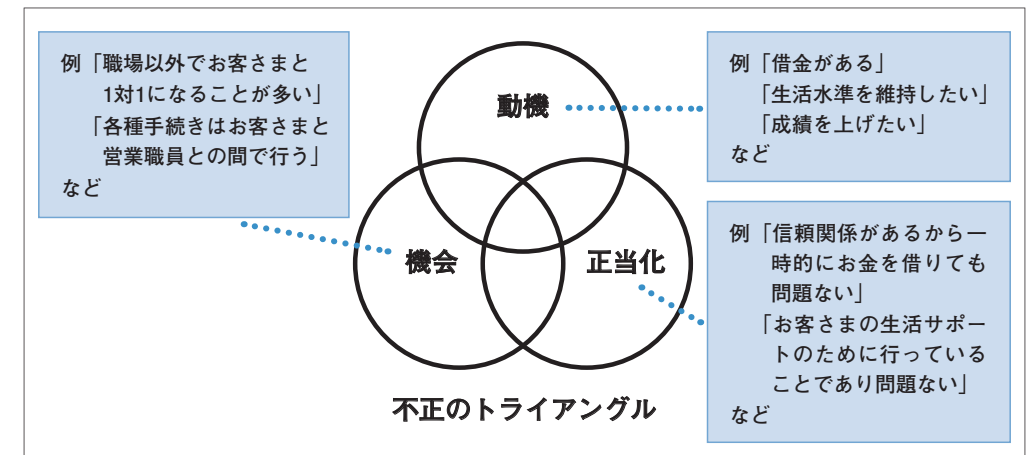 例「職場以外でお客さまと
1対1になることが多い」
「各種手続きはお客さまと
営業職員との間で行う」
など
動機
例「借金がある」
「生活水準を維持したい」
「成績を上げたい」
など
機会
正当化
例「信頼関係があるから一
時的にお金を借りても
問題ない」
「お客さまの生活サポー
トのために行っている
ことであり問題ない」
など
不正のトライアングル